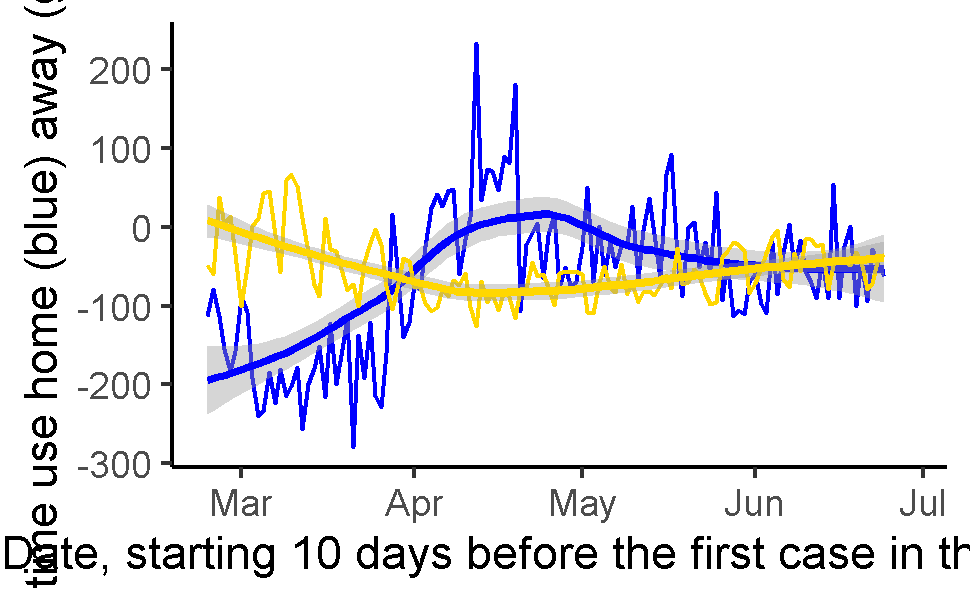 time use home (blue) away (
200
100
0
-100
-200
-300
Mar Apr May Jun Jul
Date, starting 10 days before the first case in th